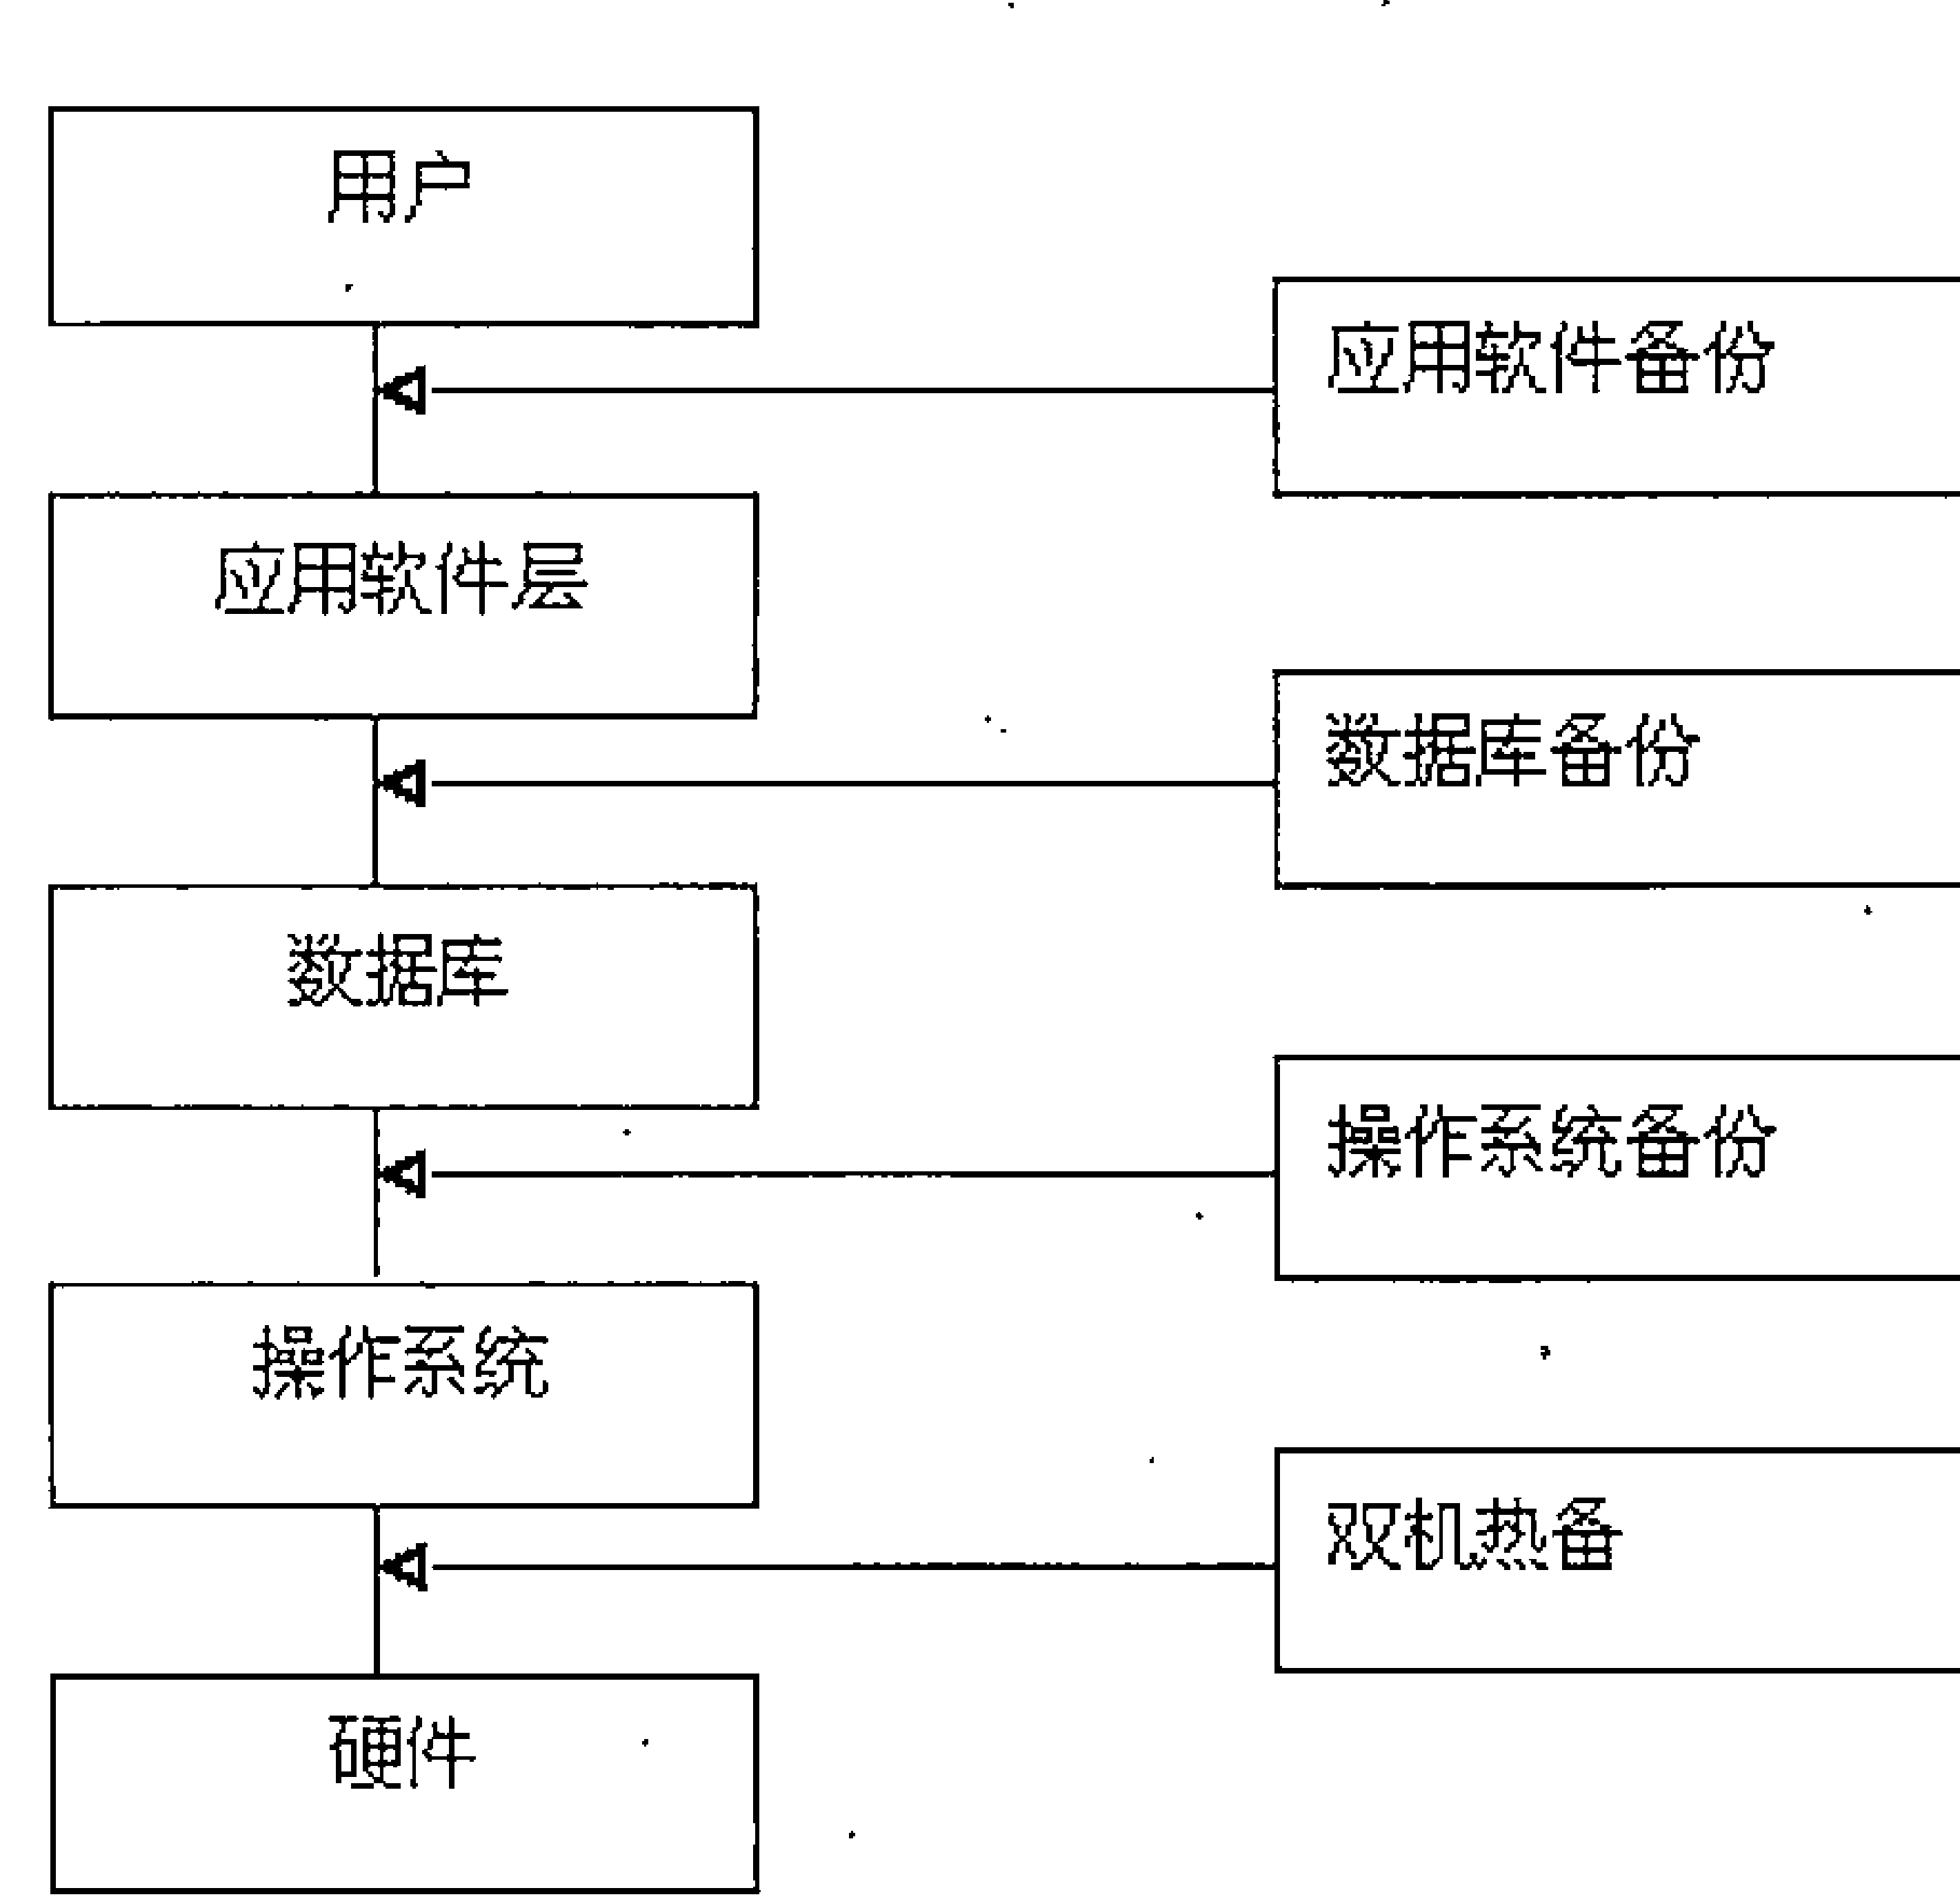 用户
应用软件备份
应用软件层
数据库备份
数据库
操作系统备份
操作系统
双机热备
硬件